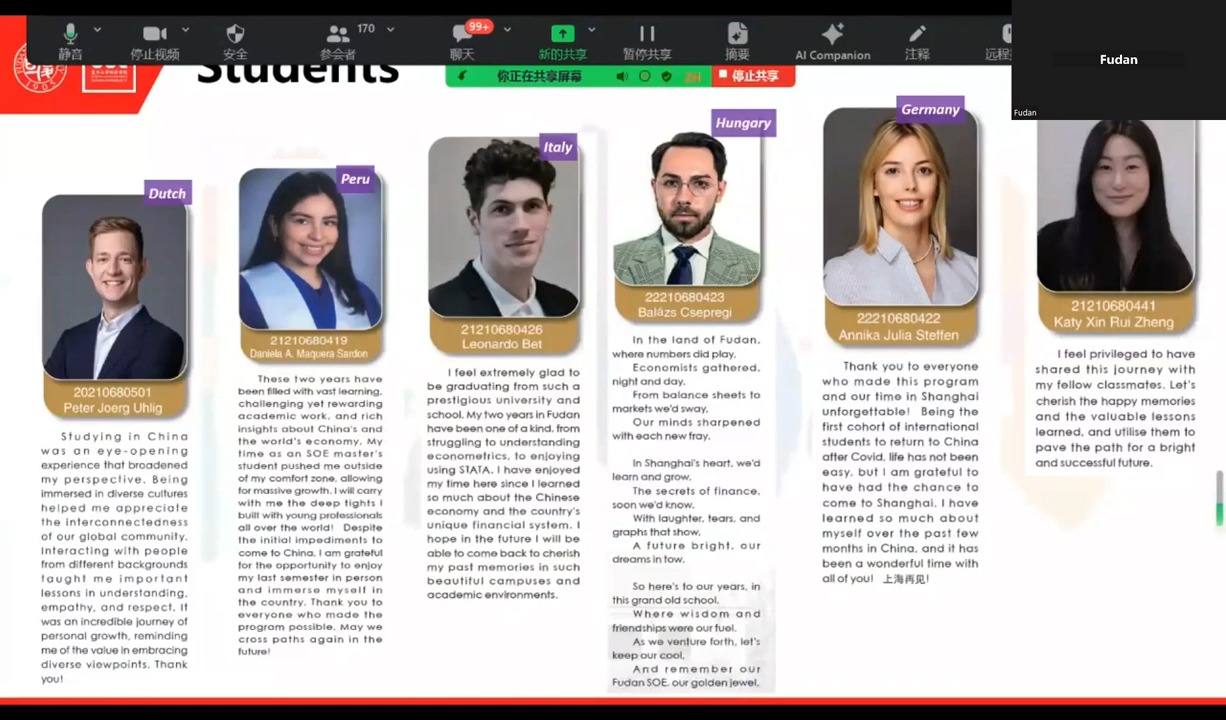 静音
停止视频
安全
参会者
170
聊天
99+
新的共享
暂停共享
摘要
AI Companion
注释
Fudan
Fudan
Students
你正在共享屏幕
停止共享
Dutch
20210680501
Peter Joerg Uhlig
Studying in China
was an eye-opening
experience that broadened
my perspective. Being
immersed in diverse cultures
helped me appreciate
the interconnectedness
of our global community.
Interacting with people
from different backgrounds
taught me important
lessons in understanding,
empathy, and respect. It
was an incredible journey of
personal growth, reminding
me of the value in embracing
diverse viewpoints. Thank
you!
Peru
21210680419
Daniela A. Maquera Sardon
These two years have
been filled with vast learning,
challenging yet rewarding
academic work, and rich
insights about China's and
the world's economy. My
time as an SOE master's
student pushed me outside
of my comfort zone, allowing
for massive growth. I will carry
with me the deep tights I
built with young professionals
all over the world! Despite
the initial impediments to
come to China, I am grateful
for the opportunity to enjoy
my last semester in person
and immerse myself in
the country. Thank you to
everyone who made the
program possible. May we
cross paths again in the
future!
Italy
21210680426
Leonardo Bet
I feel extremely glad to
be graduating from such a
prestigious university and
school. My two years in Fudan
have been one of a kind, from
struggling to understanding
econometrics, to enjoying
using STATA. I have enjoyed
my time here since I learned
so much about the Chinese
economy and the country's
unique financial system. I
hope in the future I will be
able to come back to cherish
my past memories in such
beautiful campuses and
academic environments.
Hungary
22210680423
Balázs Csepregi
In the land of Fudan,
where numbers did play,
Economists gathered,
night and day.
From balance sheets to
markets we'd sway,
Our minds sharpened
with each new fray.
In Shanghai's heart, we'd
learn and grow,
The secrets of finance,
soon we'd know.
With laughter, tears, and
graphs that show,
A future bright, our
dreams in tow.
So here's to our years, in
this grand old school,
Where wisdom and
friendships were our fuel.
As we venture forth, let's
keep our cool,
And remember our
Fudan SOE, our golden jewel.
Germany
22210680422
Annika Julia Steffen
Thank you to everyone
who made this program
and our time in Shanghai
unforgettable! Being the
first cohort of international
students to return to China
after Covid, life has not been
easy, but I am grateful to
have had the chance to
come to Shanghai. I have
learned so much about
myself over the past few
months in China, and it has
been a wonderful time with
all of you! 上海再见!
21210680441
Katy Xin Rui Zheng
I feel privileged to have
shared this journey with
my fellow classmates. Let's
cherish the happy memories
and the valuable lessons
learned, and utilise them to
pave the path for a bright
and successful future.